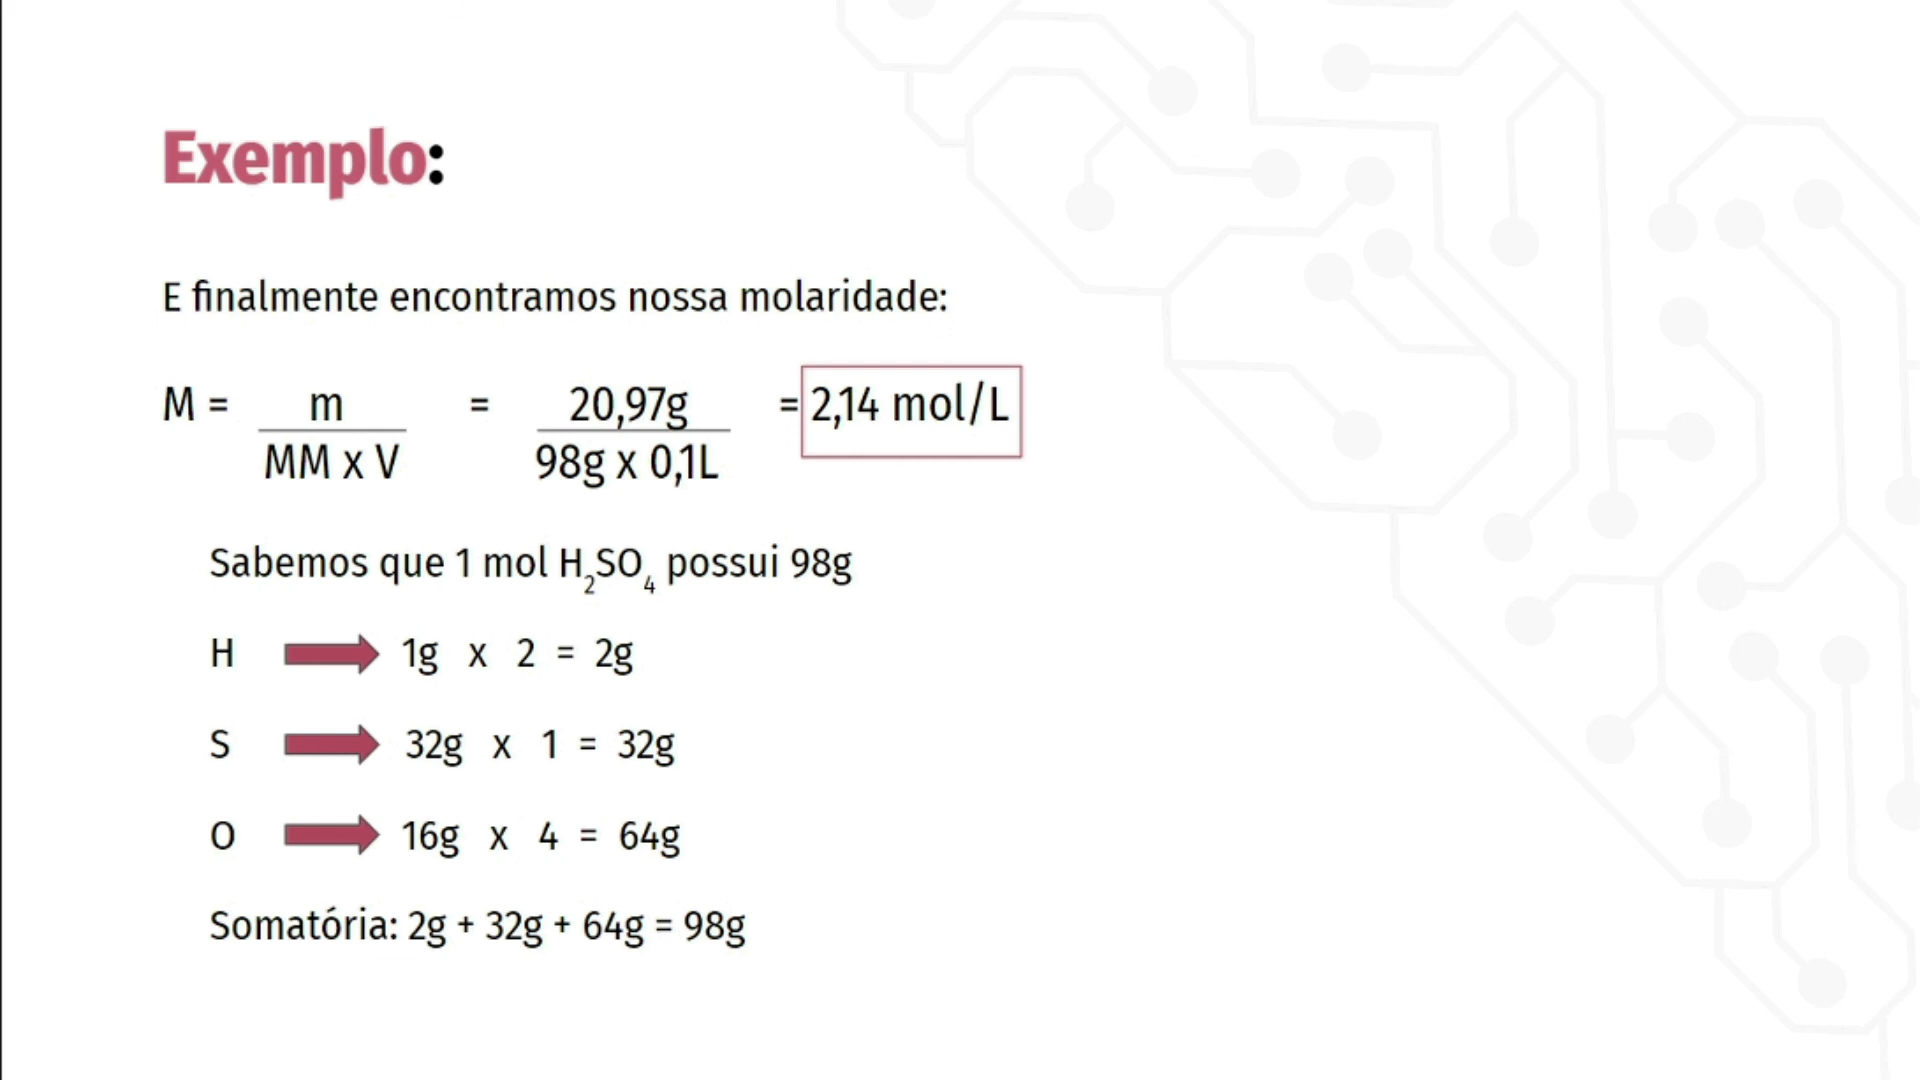 Exemplo:
E finalmente encontramos nossa molaridade:
M = m = 20,97g = 2,14 mol/L
MM x V 98g x 0,1L
Sabemos que 1 mol H₂SO₄ possui 98g
H 1g x 2 = 2g
S 32g x 1 = 32g
O 16g x 4 = 64g
Somatória: 2g + 32g + 64g = 98g